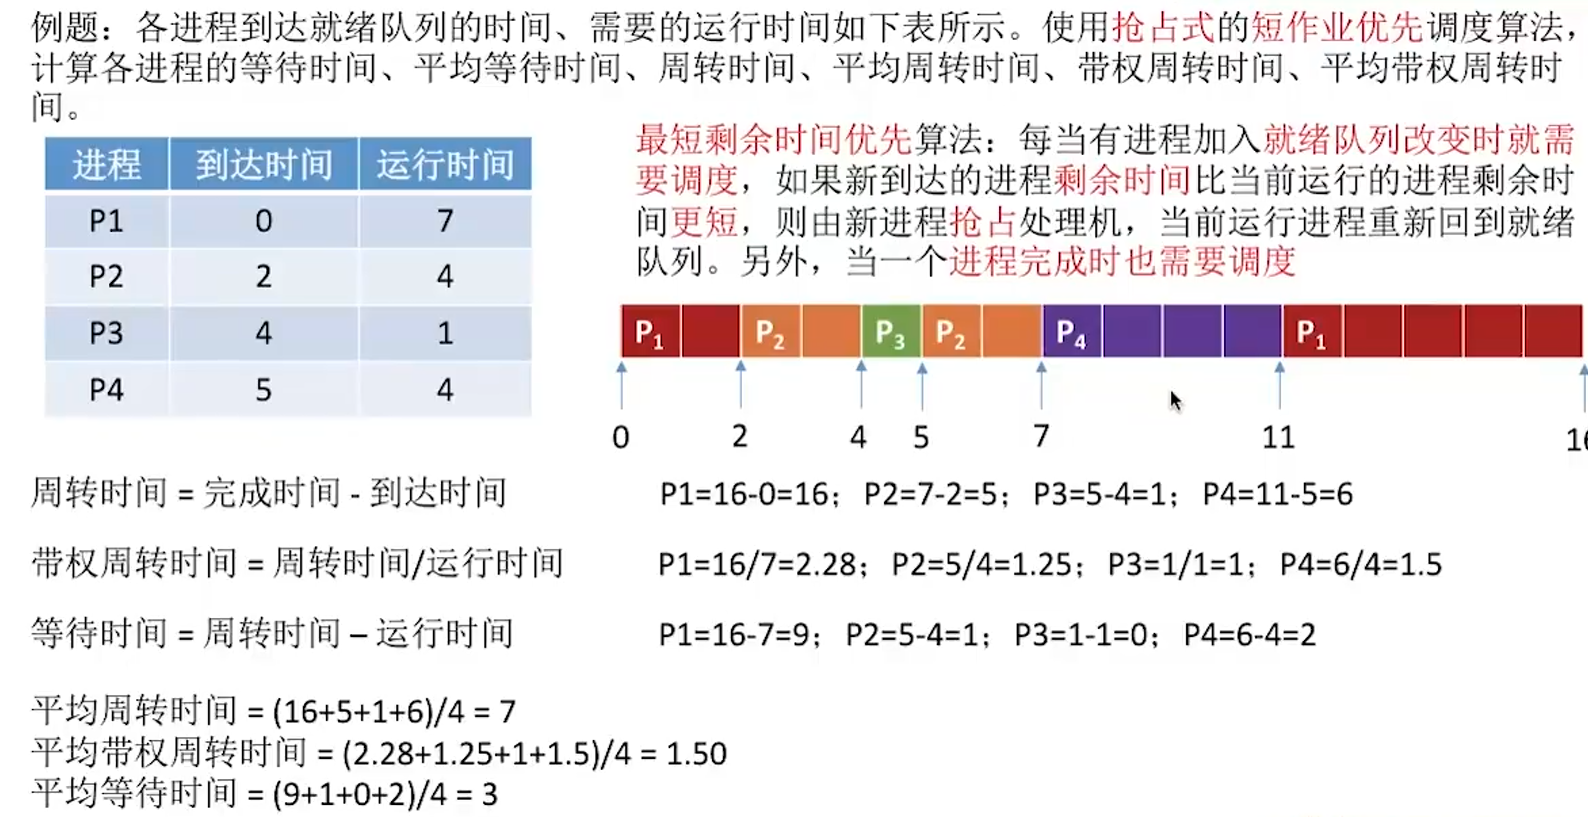 例题：各进程到达就绪队列的时间、需要的运行时间如下表所示。使用抢占式的短作业优先调度算法，
计算各进程的等待时间、平均等待时间、周转时间、平均周转时间、带权周转时间、平均带权周转时
间。
进程 到达时间 运行时间
P1 0 7
P2 2 4
P3 4 1
P4 5 4
最短剩余时间优先算法：每当有进程加入就绪队列改变时就需
要调度，如果新到达的进程剩余时间比当前运行的进程剩余时
间更短，则由新进程抢占处理机，当前运行进程重新回到就绪
队列。另外，当一个进程完成时也需要调度
P₁ P₂ P₃ P₂ P₄ P₁
0 2 4 5 7 11
周转时间 = 完成时间 - 到达时间 P1=16-0=16；P2=7-2=5；P3=5-4=1；P4=11-5=6
带权周转时间 = 周转时间/运行时间 P1=16/7=2.28；P2=5/4=1.25；P3=1/1=1；P4=6/4=1.5
等待时间 = 周转时间 – 运行时间 P1=16-7=9；P2=5-4=1；P3=1-1=0；P4=6-4=2
平均周转时间 = (16+5+1+6)/4 = 7
平均带权周转时间 = (2.28+1.25+1+1.5)/4 = 1.50
平均等待时间 = (9+1+0+2)/4 = 3